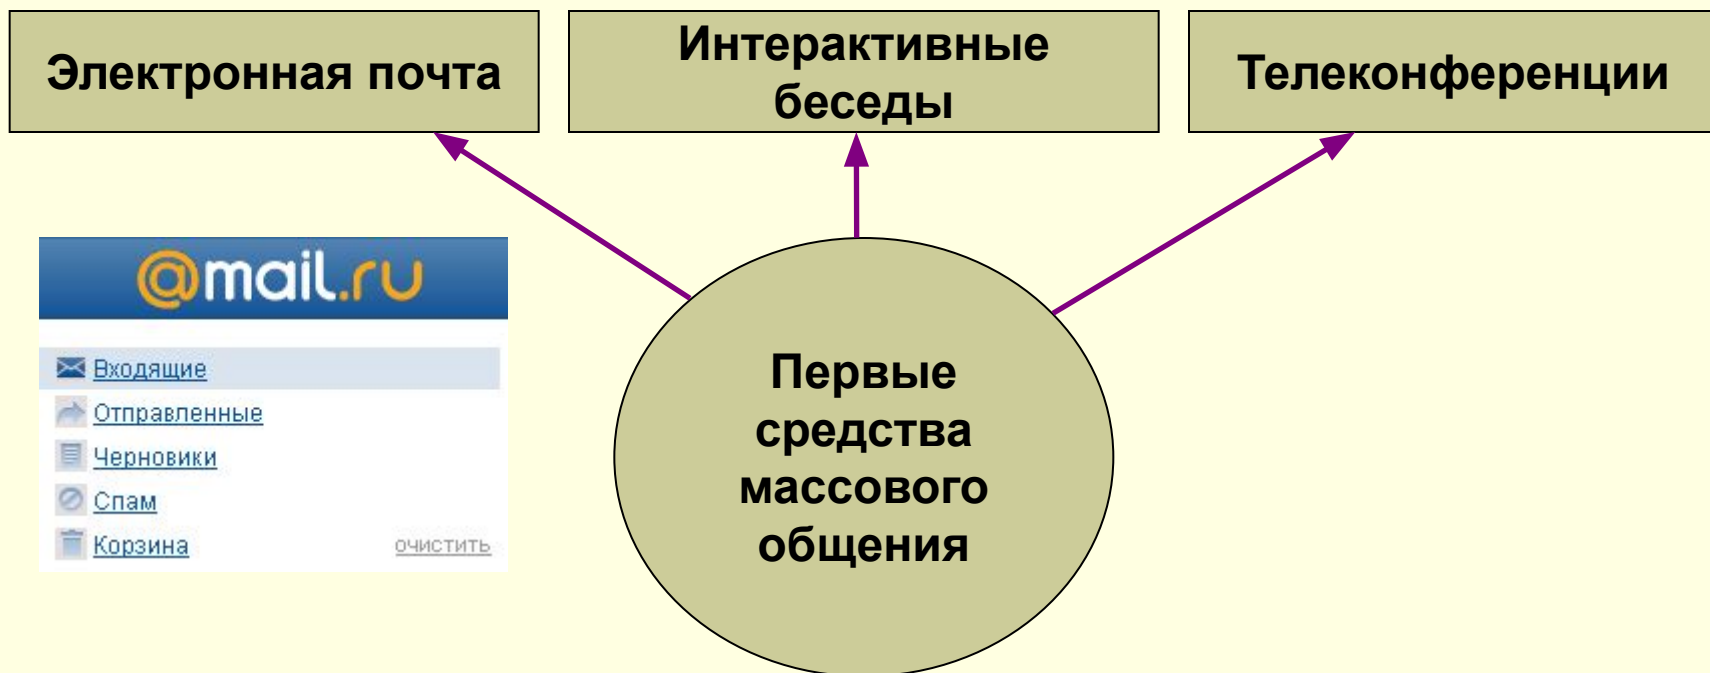 Электронная почта
Интерактивные
беседы
Телеконференции
@mail.ru
Входящие
Отправленные
Черновики
Спам
Корзина очистить
Первые
средства
массового
общения